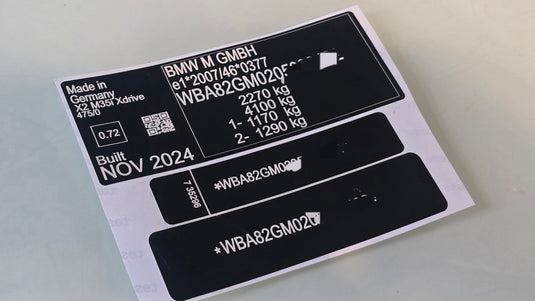 Made in
Germany
X2 M35i Xdrive
475/0
0.72
Built
NOV 2024
BMW M GMBH
e1*2007/46*0377
WBA82GM020
2270 kg
4100 kg
1- 1170 kg
2- 1290 kg
7 35296
*WBA82GM020
*WBA82GM020